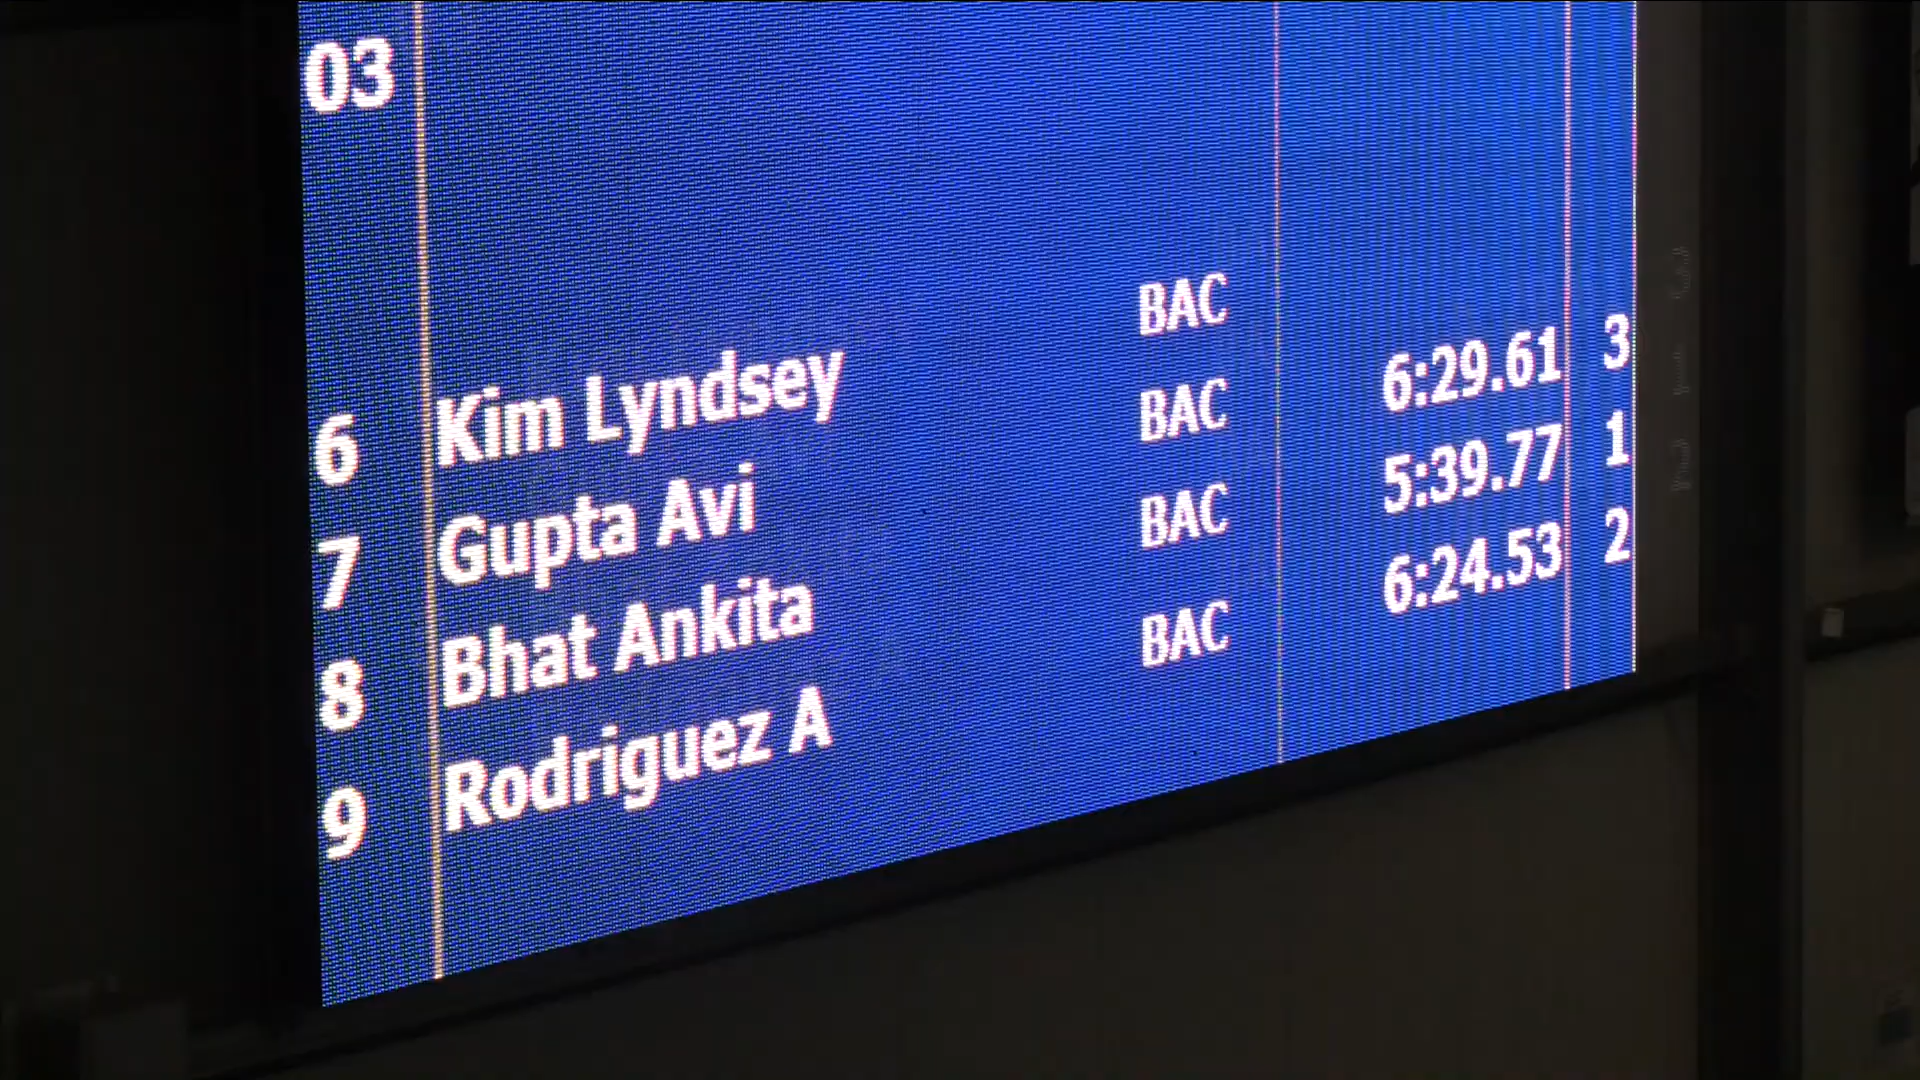 03
6 Kim Lyndsey BAC
7 Gupta Avi BAC 6:29.61 3
8 Bhat Ankita BAC 5:39.77 1
9 Rodriguez A BAC 6:24.53 2